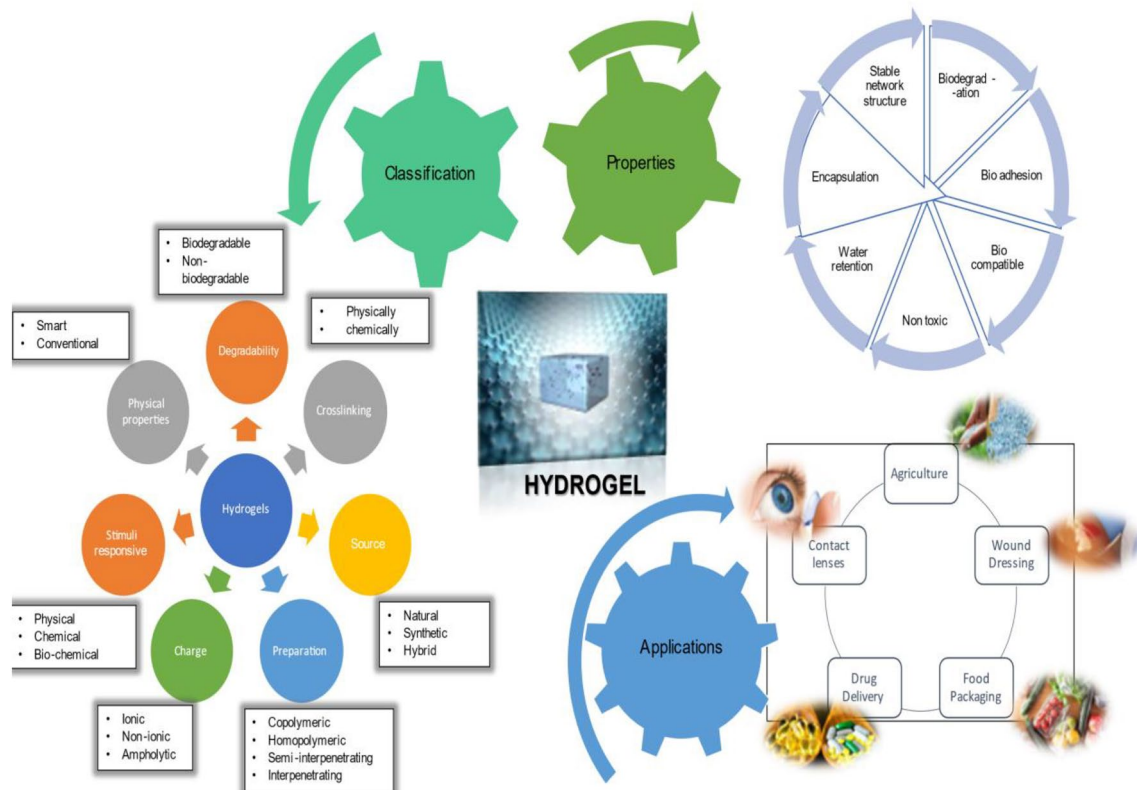 Classification
Properties
Stable
network
structure
Biodegrad -
-ation
Encapsulation
Bio adhesion
Water
retention
Bio
compatible
Non toxic
• Biodegradable
• Non-
biodegradable
• Physically
• chemically
• Smart
• Conventional
Degradability
Physical
properties
Crosslinking
Hydrogels
Stimuli
responsive
Source
• Physical
• Chemical
• Bio-chemical
Charge
Preparation
• Natural
• Synthetic
• Hybrid
• Ionic
• Non-ionic
• Ampholytic
• Copolymeric
• Homopolymeric
• Semi-interpenetrating
• Interpenetrating
HYDROGEL
Applications
Agriculture
Contact
lenses
Wound
Dressing
Drug
Delivery
Food
Packaging